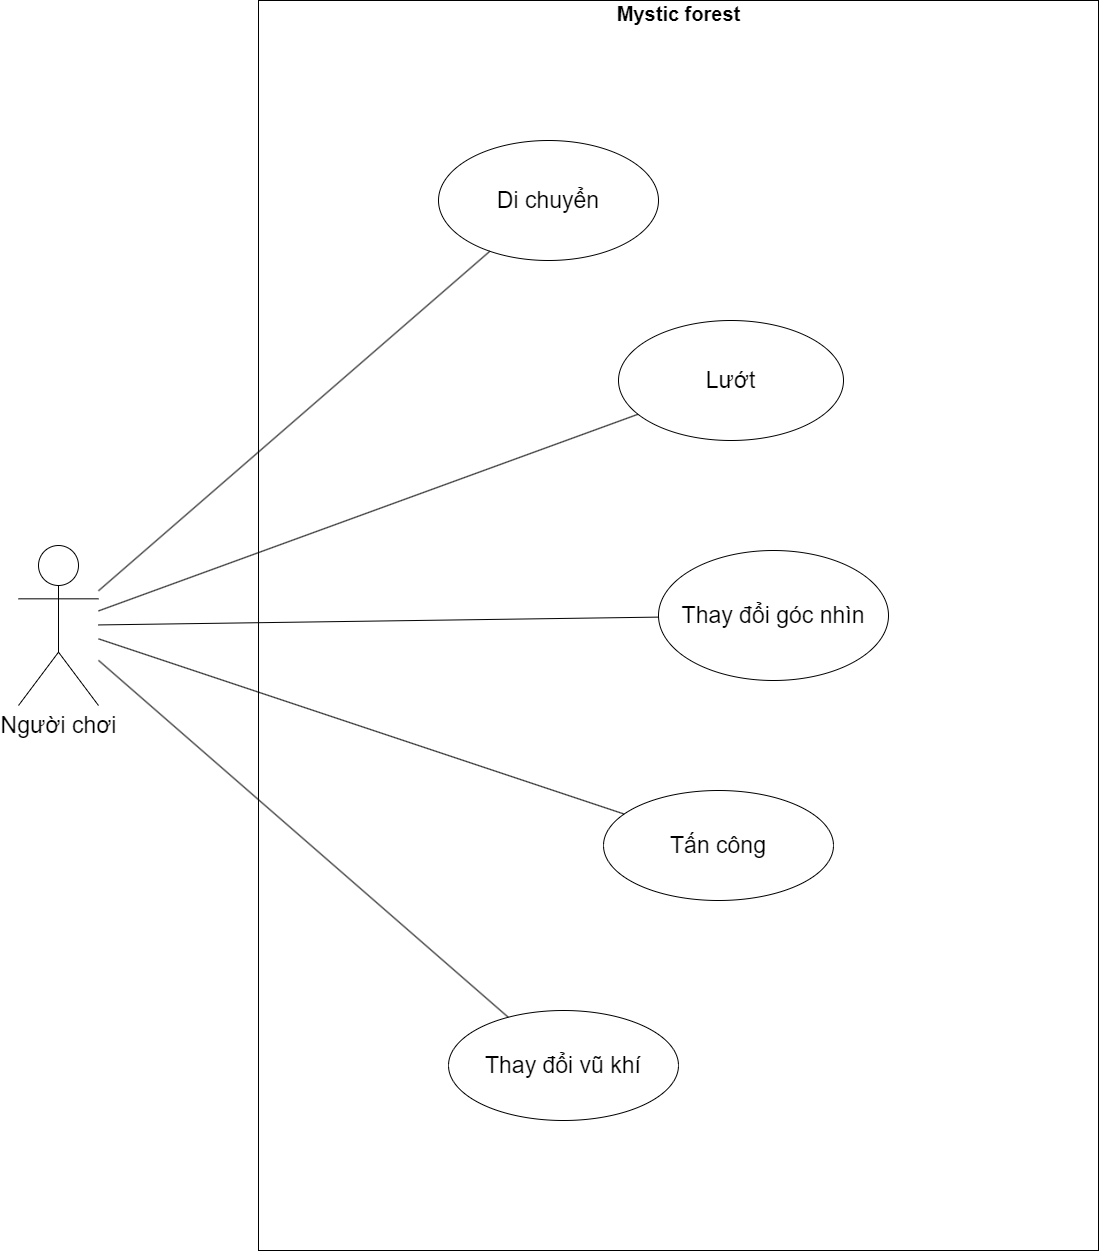 Mystic forest
Di chuyển
Lướt
Thay đổi góc nhìn
Người chơi
Tấn công
Thay đổi vũ khí